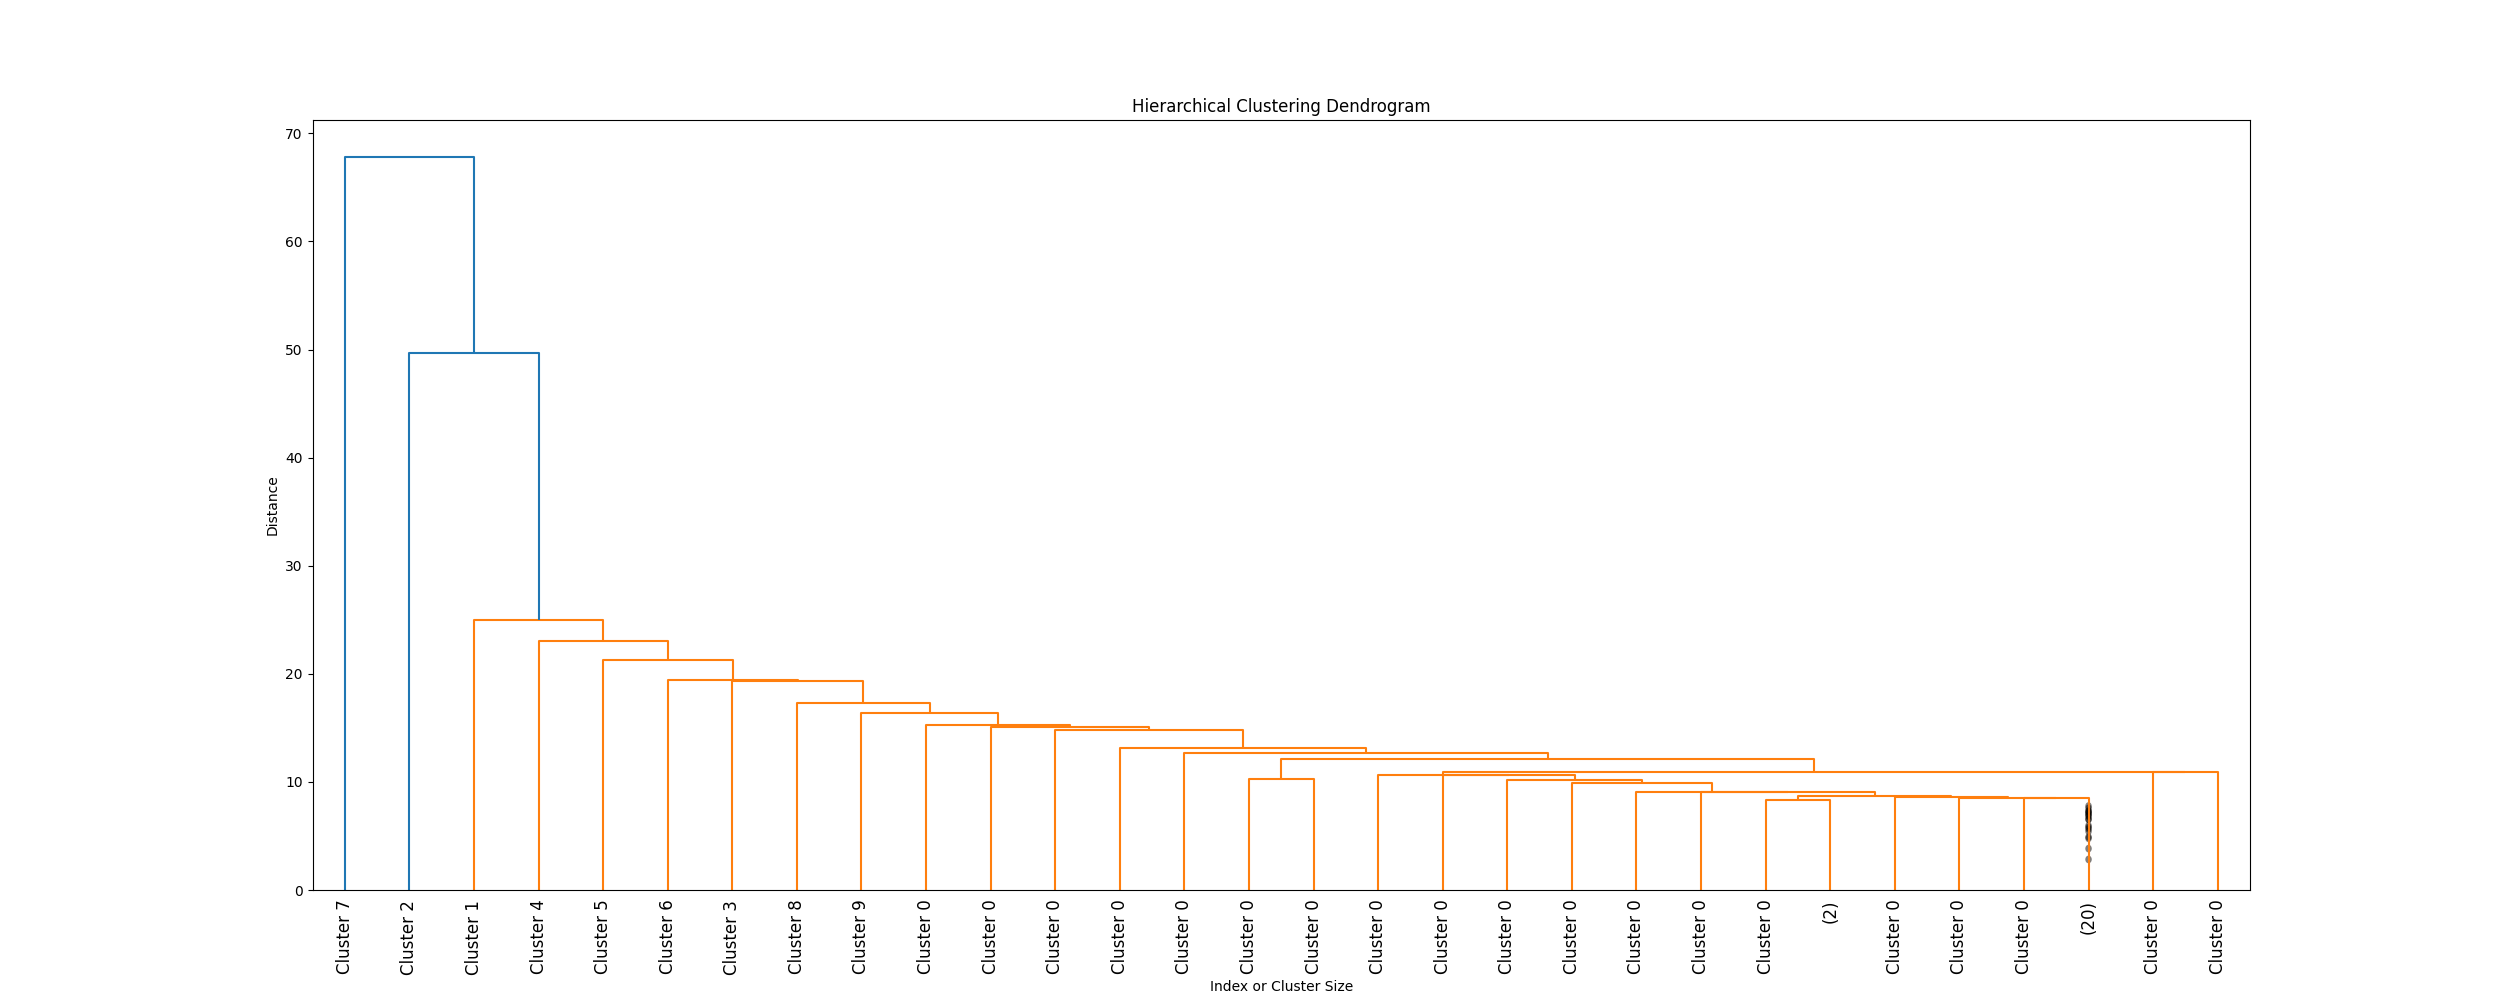 Hierarchical Clustering Dendrogram
70
60
50
40
30
20
10
0
Distance
Cluster 7
Cluster 2
Cluster 1
Cluster 4
Cluster 5
Cluster 6
Cluster 3
Cluster 8
Cluster 9
Cluster 0
Cluster 0
Cluster 0
Cluster 0
Cluster 0
Cluster 0
Cluster 0
Cluster 0
Cluster 0
Cluster 0
Cluster 0
Cluster 0
Cluster 0
Cluster 0
(2)
Cluster 0
Cluster 0
Cluster 0
(20)
Cluster 0
Cluster 0
Index or Cluster Size